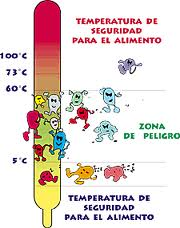 TEMPERATURA DE
SEGURIDAD
PARA EL ALIMENTO
100°C
73°C
60°C
ZONA
DE PELIGRO
5°C
TEMPERATURA DE
SEGURIDAD
PARA EL ALIMENTO